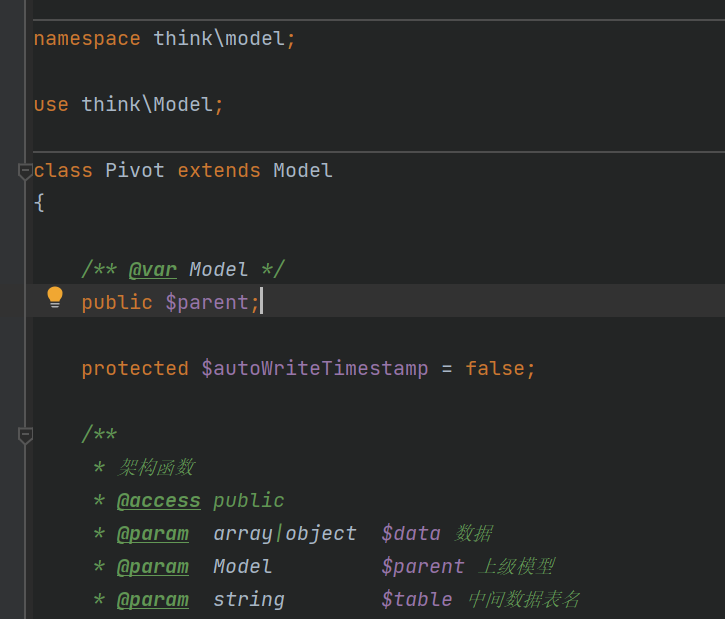 namespace think\model;
use think\Model;
class Pivot extends Model
{
/** @var Model */
public $parent;
protected $autoWriteTimestamp = false;
/**
* 架构函数
* @access public
* @param array|object $data 数据
* @param Model $parent 上级模型
* @param string $table 中间数据表名